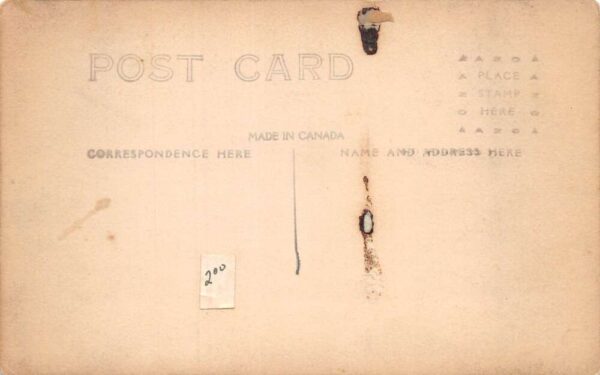 POST CARD
PLACE
STAMP
HERE
MADE IN CANADA
CORRESPONDENCE HERE
NAME AND ADDRESS HERE
2⁰⁰